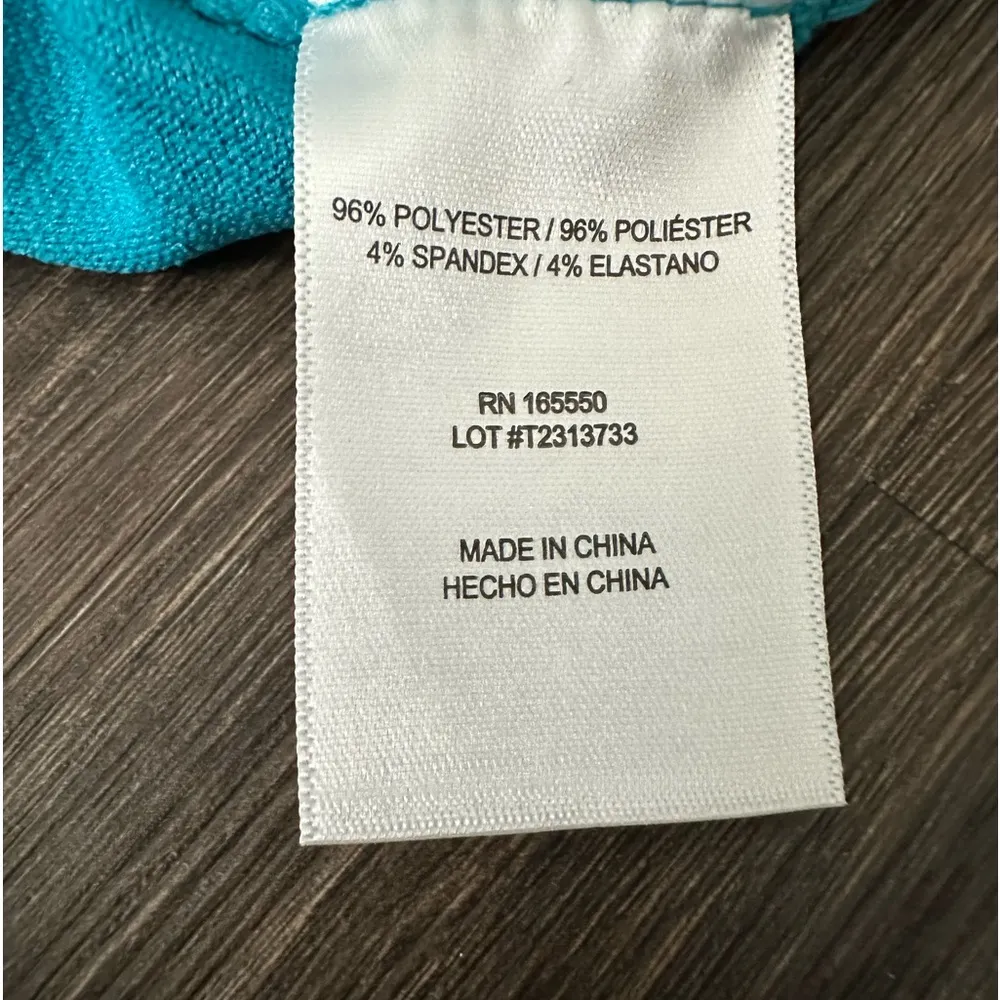 96% POLYESTER / 96% POLIÉSTER
4% SPANDEX / 4% ELASTANO
RN 165550
LOT #T2313733
MADE IN CHINA
HECHO EN CHINA